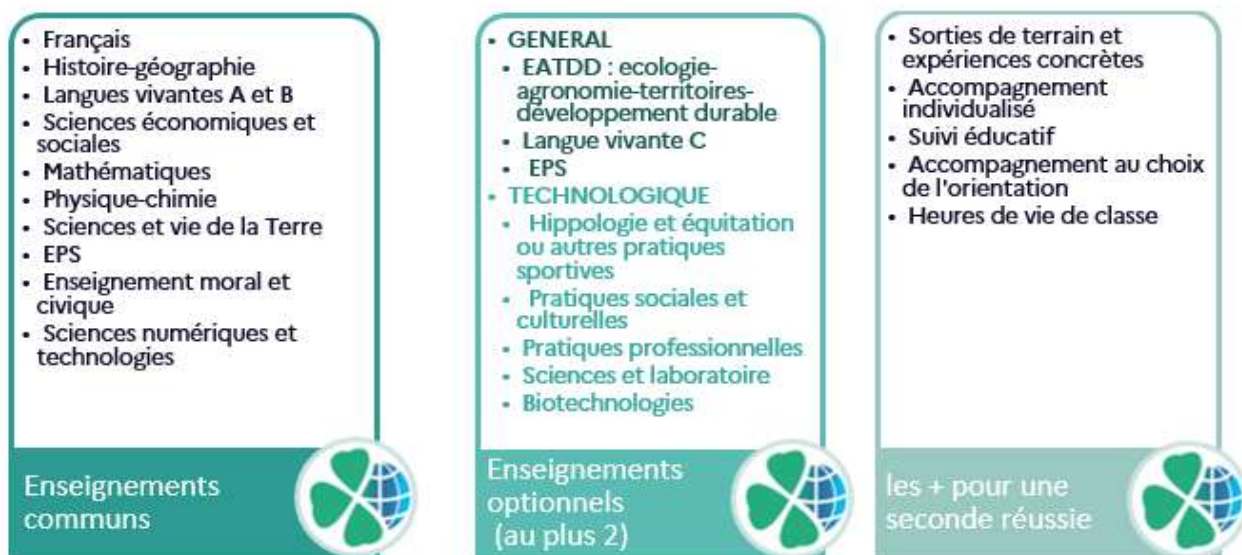 • Français
• Histoire-géographie
• Langues vivantes A et B
• Sciences économiques et
sociales
• Mathématiques
• Physique-chimie
• Sciences et vie de la Terre
• EPS
• Enseignement moral et
civique
• Sciences numériques et
technologies
Enseignements
communs
• GENERAL
• EATDD : ecologie-
agronomie-territoires-
développement durable
• Langue vivante C
• EPS
• TECHNOLOGIQUE
• Hippologie et équitation
ou autres pratiques
sportives
• Pratiques sociales et
culturelles
• Pratiques professionnelles
• Sciences et laboratoire
• Biotechnologies
Enseignements
optionnels
(au plus 2)
• Sorties de terrain et
expériences concrètes
• Accompagnement
individualisé
• Suivi éducatif
• Accompagnement au choix
de l'orientation
• Heures de vie de classe
les + pour une
seconde réussie